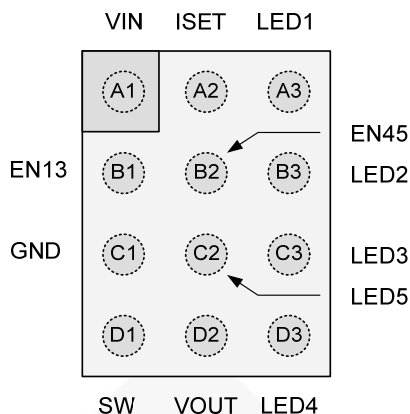 VIN ISET LED1
A1 A2 A3
EN45
EN13 B1 B2 B3 LED2
GND C1 C2 C3 LED3
LED5
D1 D2 D3
SW VOUT LED4